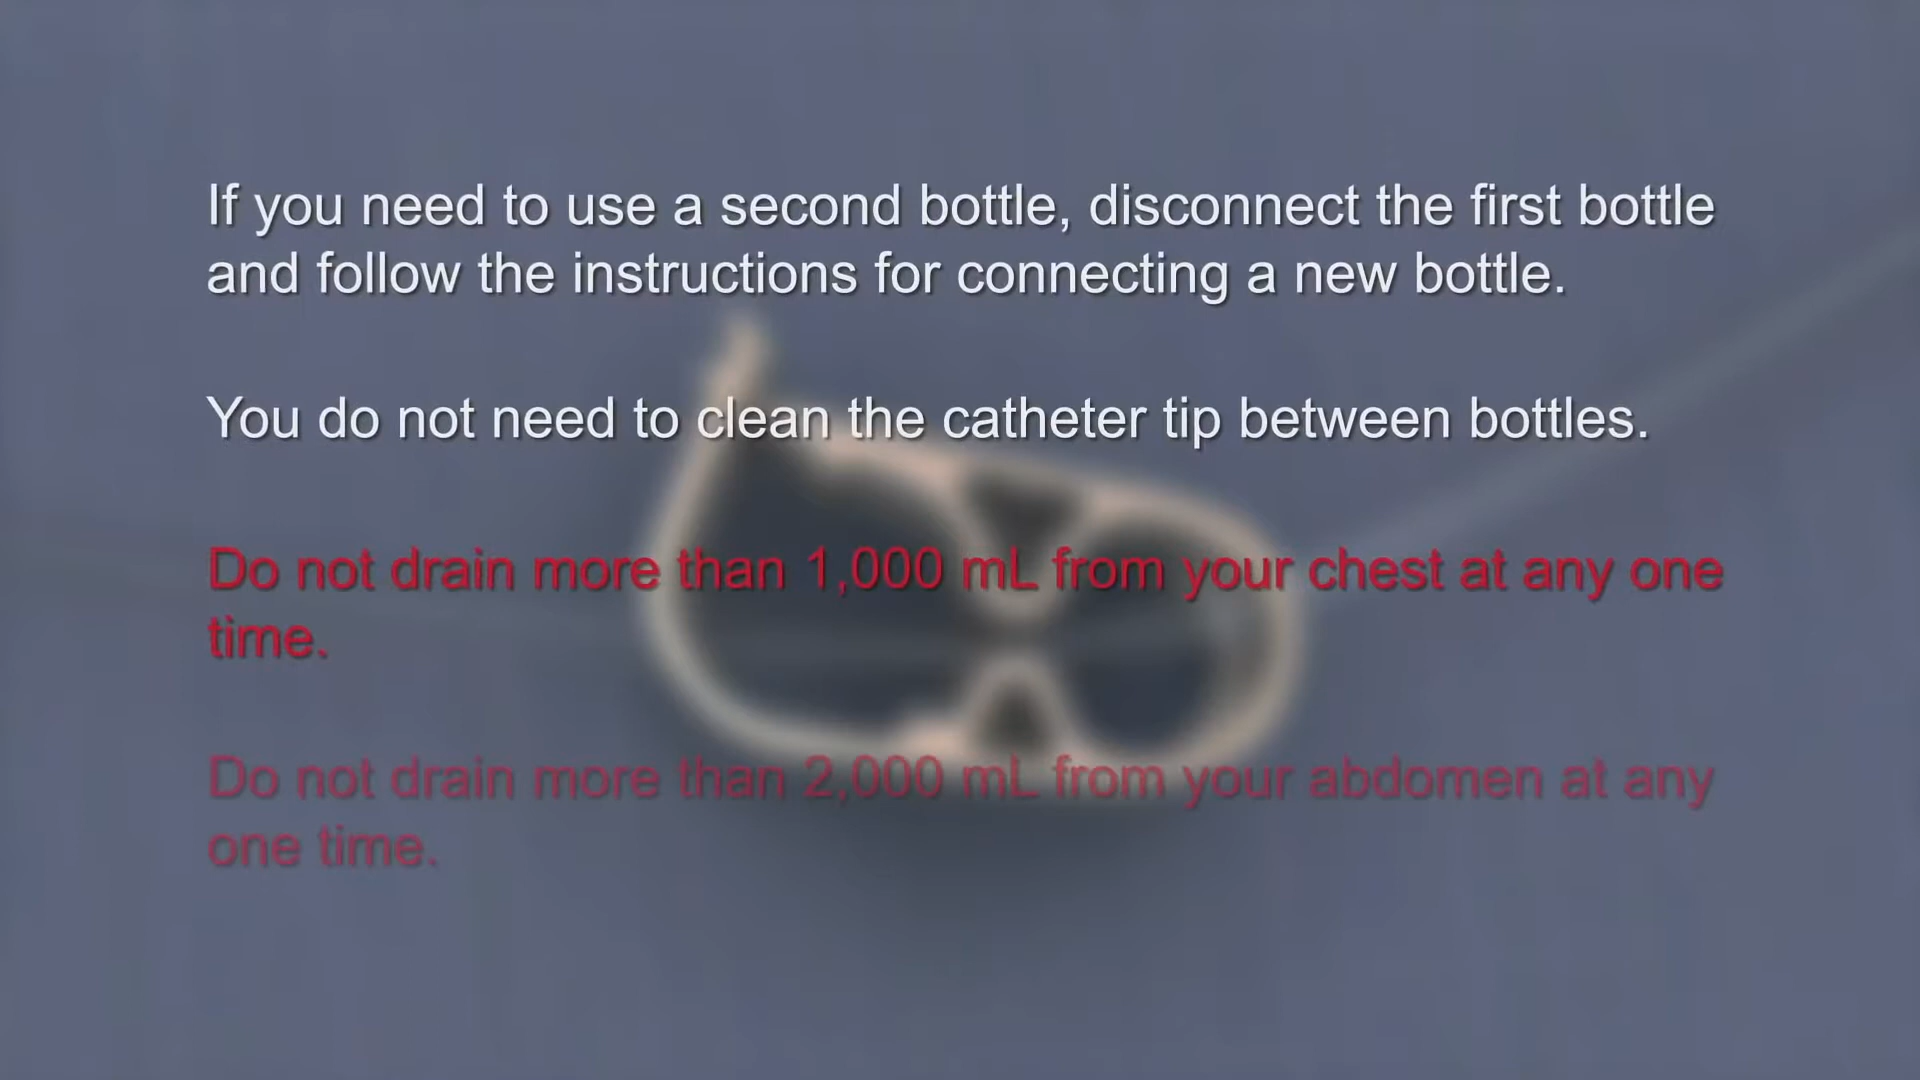 If you need to use a second bottle, disconnect the first bottle
and follow the instructions for connecting a new bottle.
You do not need to clean the catheter tip between bottles.
Do not drain more than 1,000 mL from your chest at any one
time.
Do not drain more than 2,000 mL from your abdomen at any
one time.